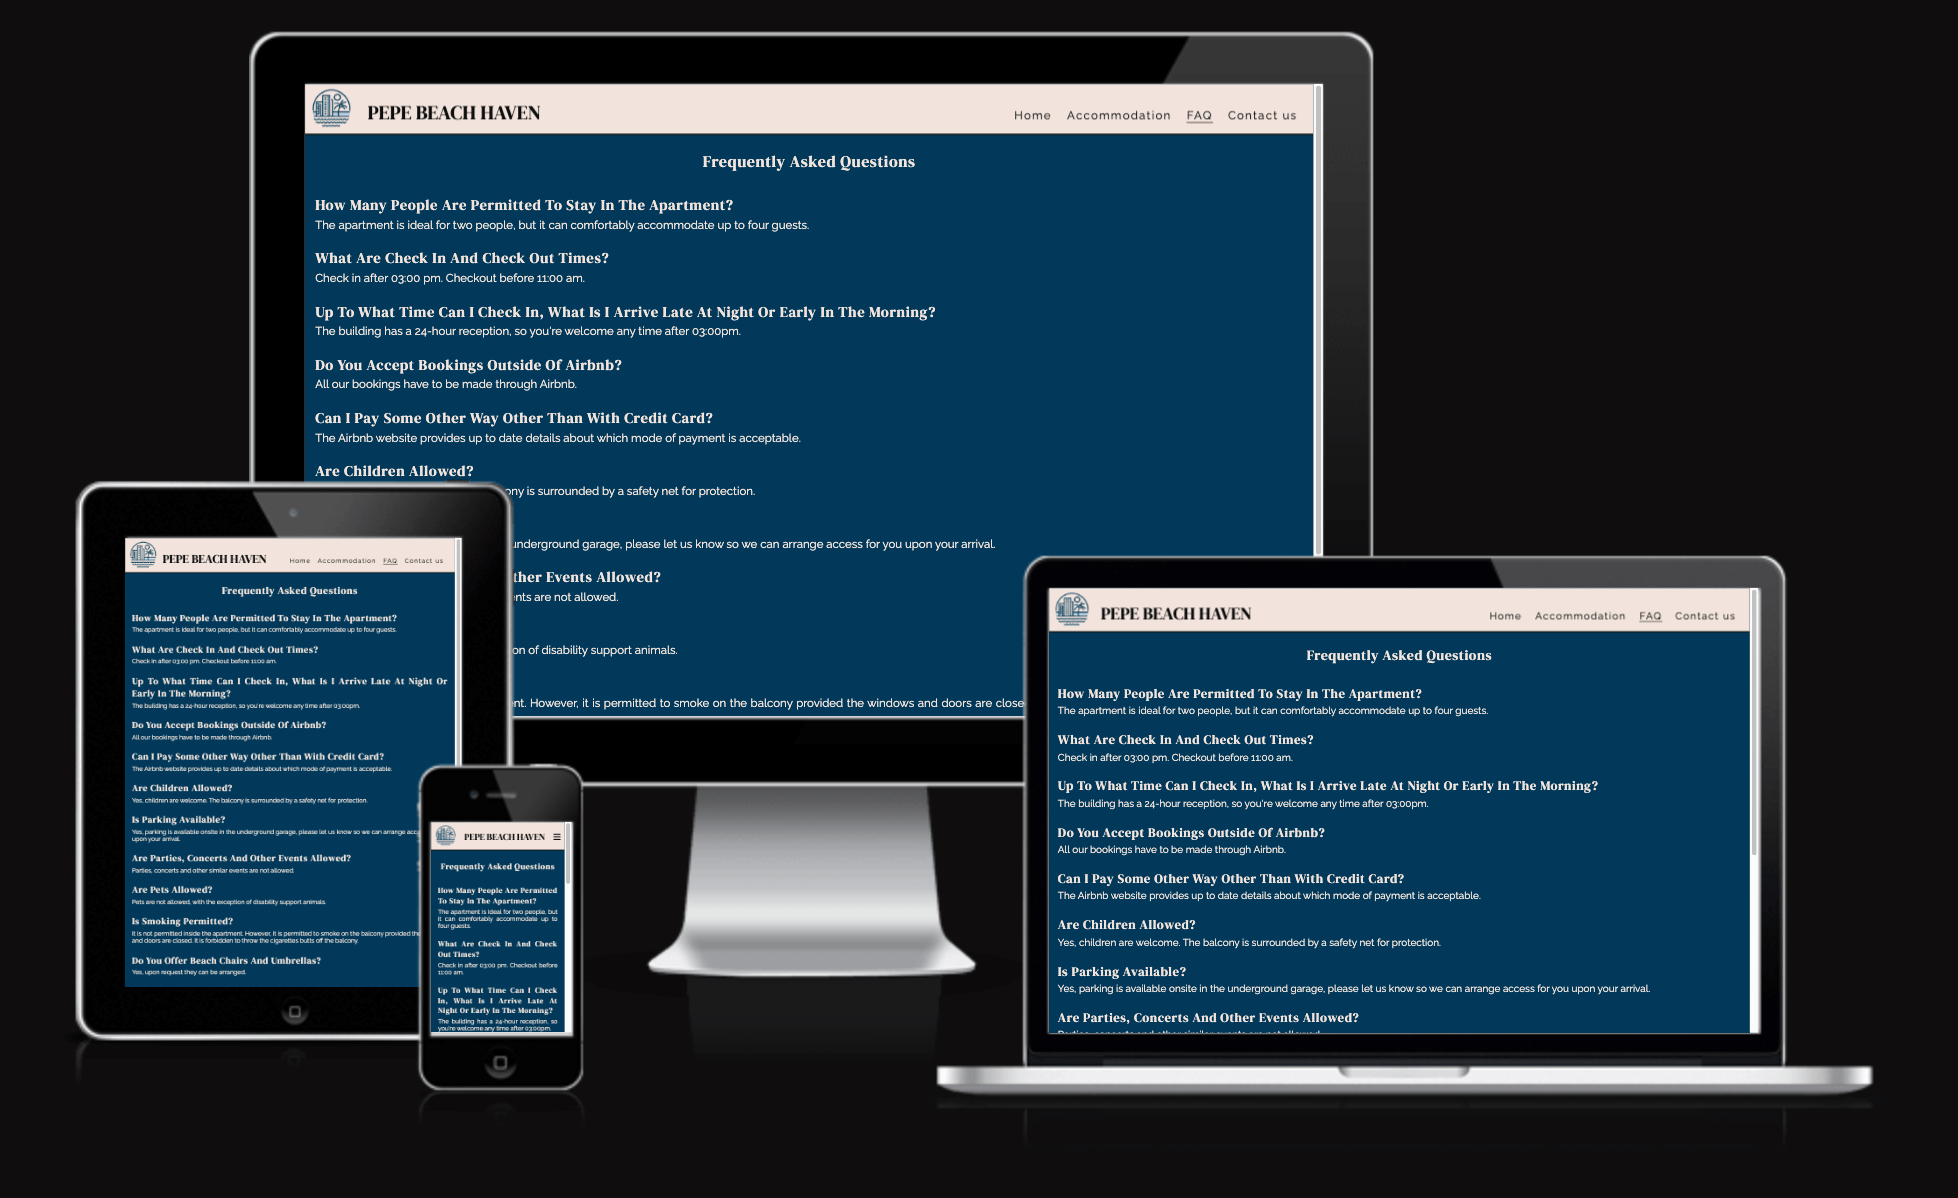 PEPE BEACH HAVEN
Home Accommodation FAQ Contact us
Frequently Asked Questions
How Many People Are Permitted To Stay In The Apartment?
The apartment is ideal for two people, but it can comfortably accommodate up to four guests.
What Are Check In And Check Out Times?
Check in after 03:00 pm. Checkout before 11:00 am.
Up To What Time Can I Check In, What Is I Arrive Late At Night Or Early In The Morning?
The building has a 24-hour reception, so you're welcome any time after 03:00pm.
Do You Accept Bookings Outside Of Airbnb?
All our bookings have to be made through Airbnb.
Can I Pay Some Other Way Other Than With Credit Card?
The Airbnb website provides up to date details about which mode of payment is acceptable.
Are Children Allowed?
ony is surrounded by a safety net for protection.
underground garage, please let us know so we can arrange access for you upon your arrival.
ther Events Allowed?
ents are not allowed.
on of disability support animals.
nt. However, it is permitted to smoke on the balcony provided the windows and doors are close
PEPE BEACH HAVEN
Home Accommodation FAQ Contact us
Frequently Asked Questions
How Many People Are Permitted To Stay In The Apartment?
The apartment is ideal for two people, but it can comfortably accommodate up to four guests.
What Are Check In And Check Out Times?
Check in after 03:00 pm. Checkout before 11:00 am.
Up To What Time Can I Check In, What Is I Arrive Late At Night Or
Early In The Morning?
The building has a 24-hour reception, so you're welcome any time after 03:00pm.
Do You Accept Bookings Outside Of Airbnb?
All our bookings have to be made through Airbnb.
Can I Pay Some Other Way Other Than With Credit Card?
The Airbnb website provides up to date details about which mode of payment is acceptable.
Are Children Allowed?
Yes, children are welcome. The balcony is surrounded by a safety net for protection.
Is Parking Available?
Yes, parking is available onsite in the underground garage, please let us know so we can arrange
upon your arrival.
Are Parties, Concerts And Other Events Allowed?
Parties, concerts and other similar events are not allowed.
Are Pets Allowed?
Pets are not allowed, with the exception of disability support animals.
Is Smoking Permitted?
It is not permitted inside the apartment. However, it is permitted to smoke on the balcony provided the
and doors are closed. It is forbidden to throw the cigarettes butts off the balcony.
Do You Offer Beach Chairs And Umbrellas?
Yes, upon request they can be arranged.
PEPE BEACH HAVEN
Frequently Asked Questions
How Many People Are Permitted
To Stay In The Apartment?
The apartment is ideal for two people, but
it can comfortably accommodate up to
four guests.
What Are Check In And Check
Out Times?
Check in after 03:00 pm. Checkout before
11:00 am.
Up To What Time Can I Check
In, What Is I Arrive Late At
Night Or Early In The Morning?
The building has a 24-hour reception, so
you're welcome any time after 03:00pm.
PEPE BEACH HAVEN
Home Accommodation FAQ Contact us
Frequently Asked Questions
How Many People Are Permitted To Stay In The Apartment?
The apartment is ideal for two people, but it can comfortably accommodate up to four guests.
What Are Check In And Check Out Times?
Check in after 03:00 pm. Checkout before 11:00 am.
Up To What Time Can I Check In, What Is I Arrive Late At Night Or Early In The Morning?
The building has a 24-hour reception, so you're welcome any time after 03:00pm.
Do You Accept Bookings Outside Of Airbnb?
All our bookings have to be made through Airbnb.
Can I Pay Some Other Way Other Than With Credit Card?
The Airbnb website provides up to date details about which mode of payment is acceptable.
Are Children Allowed?
Yes, children are welcome. The balcony is surrounded by a safety net for protection.
Is Parking Available?
Yes, parking is available onsite in the underground garage, please let us know so we can arrange access for you upon your arrival.
Are Parties, Concerts And Other Events Allowed?